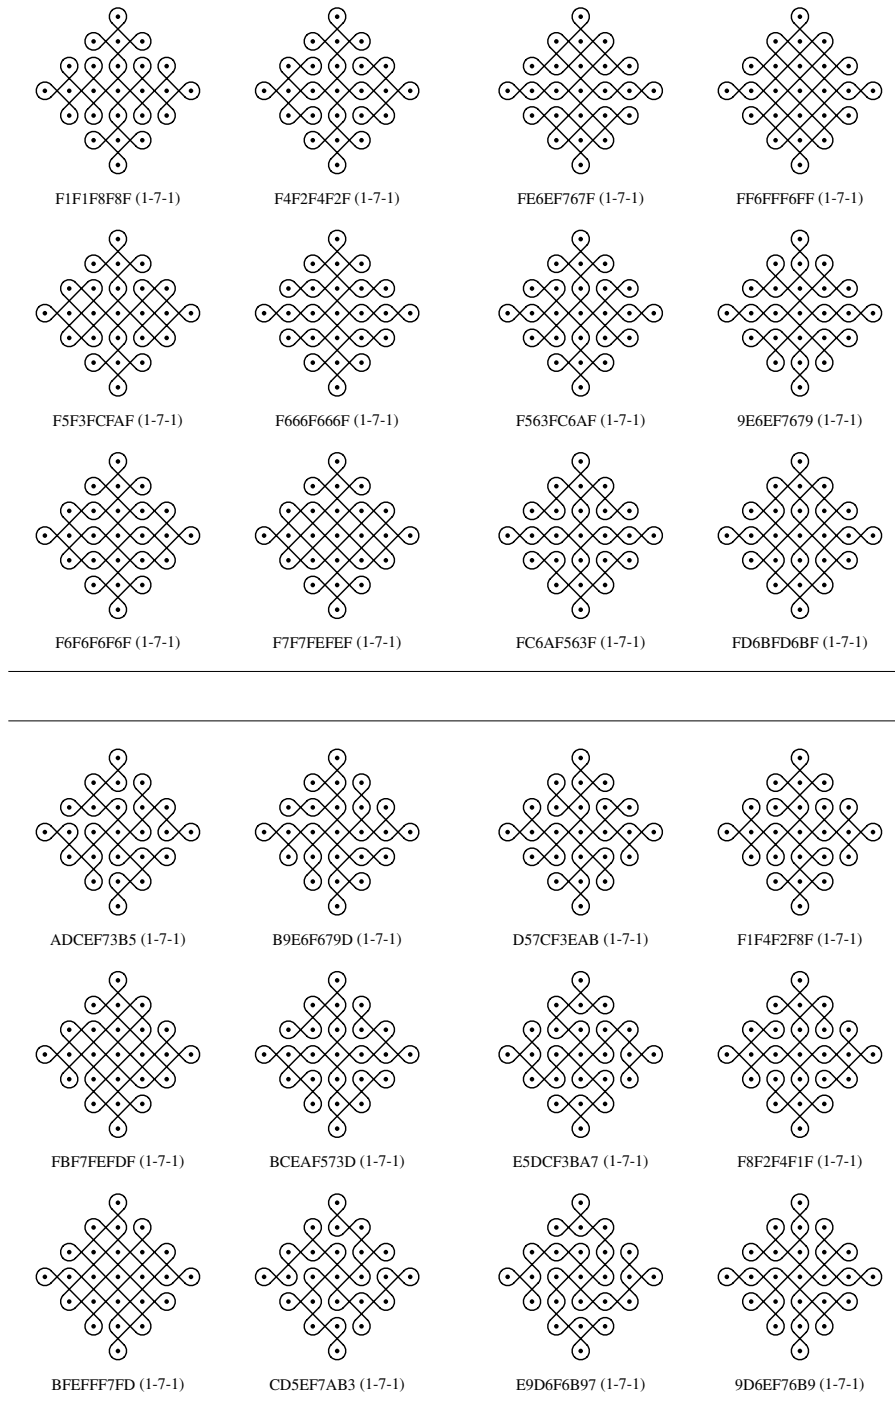 F1F1F8F8F (1-7-1) F4F2F4F2F (1-7-1) FE6EF767F (1-7-1) FF6FFF6FF (1-7-1)
F5F3FCFAF (1-7-1) F666F666F (1-7-1) F563FC6AF (1-7-1) 9E6EF7679 (1-7-1)
F6F6F6F6F (1-7-1) F7F7FEFEF (1-7-1) FC6AF563F (1-7-1) FD6BFD6BF (1-7-1)
ADCEF73B5 (1-7-1) B9E6F679D (1-7-1) D57CF3EAB (1-7-1) F1F4F2F8F (1-7-1)
FBF7FEFDF (1-7-1) BCEAF573D (1-7-1) E5DCF3BA7 (1-7-1) F8F2F4F1F (1-7-1)
BFEFFF7FD (1-7-1) CD5EF7AB3 (1-7-1) E9D6F6B97 (1-7-1) 9D6EF76B9 (1-7-1)